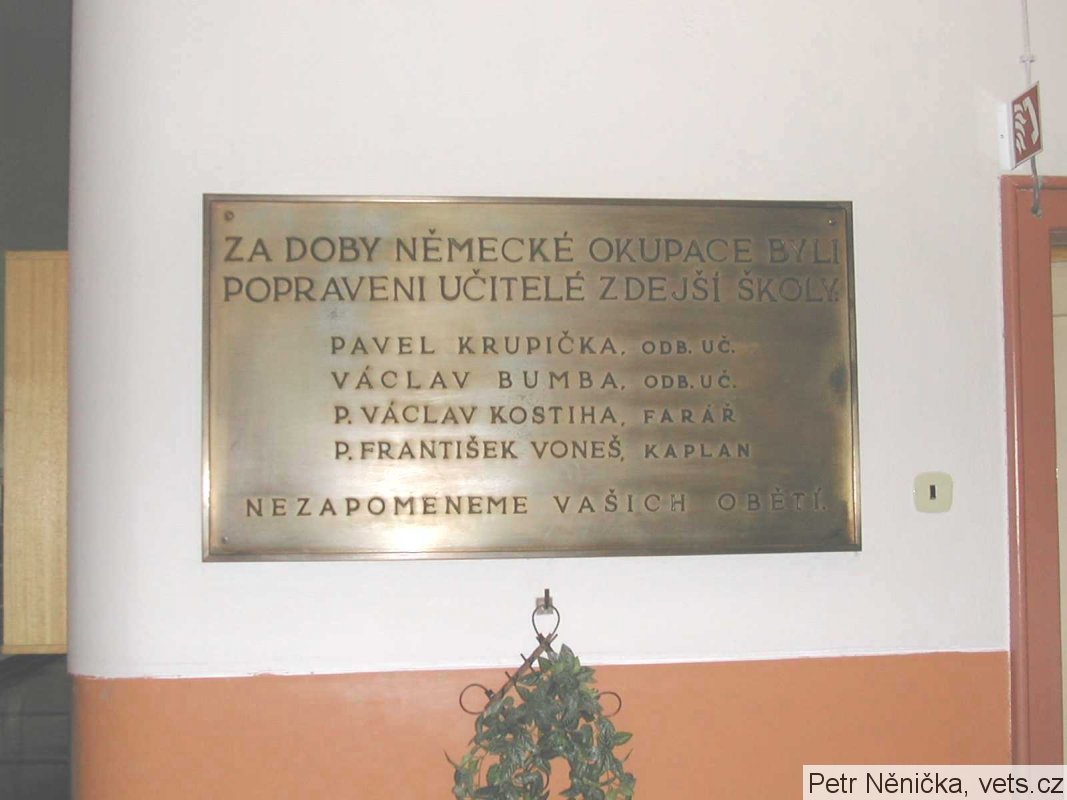 ZA DOBY NĚMECKÉ OKUPACE BYLI
POPRAVENI UČITELÉ ZDEJŠÍ ŠKOLY:
PAVEL KRUPIČKA, ODB. UČ.
VÁCLAV BUMBA, ODB. UČ.
P. VÁCLAV KOSTIHA, FARÁŘ
P. FRANTIŠEK VONEŠ, KAPLAN
NEZAPOMENEME VAŠICH OBĚTÍ.
Petr Něnička, vets.cz